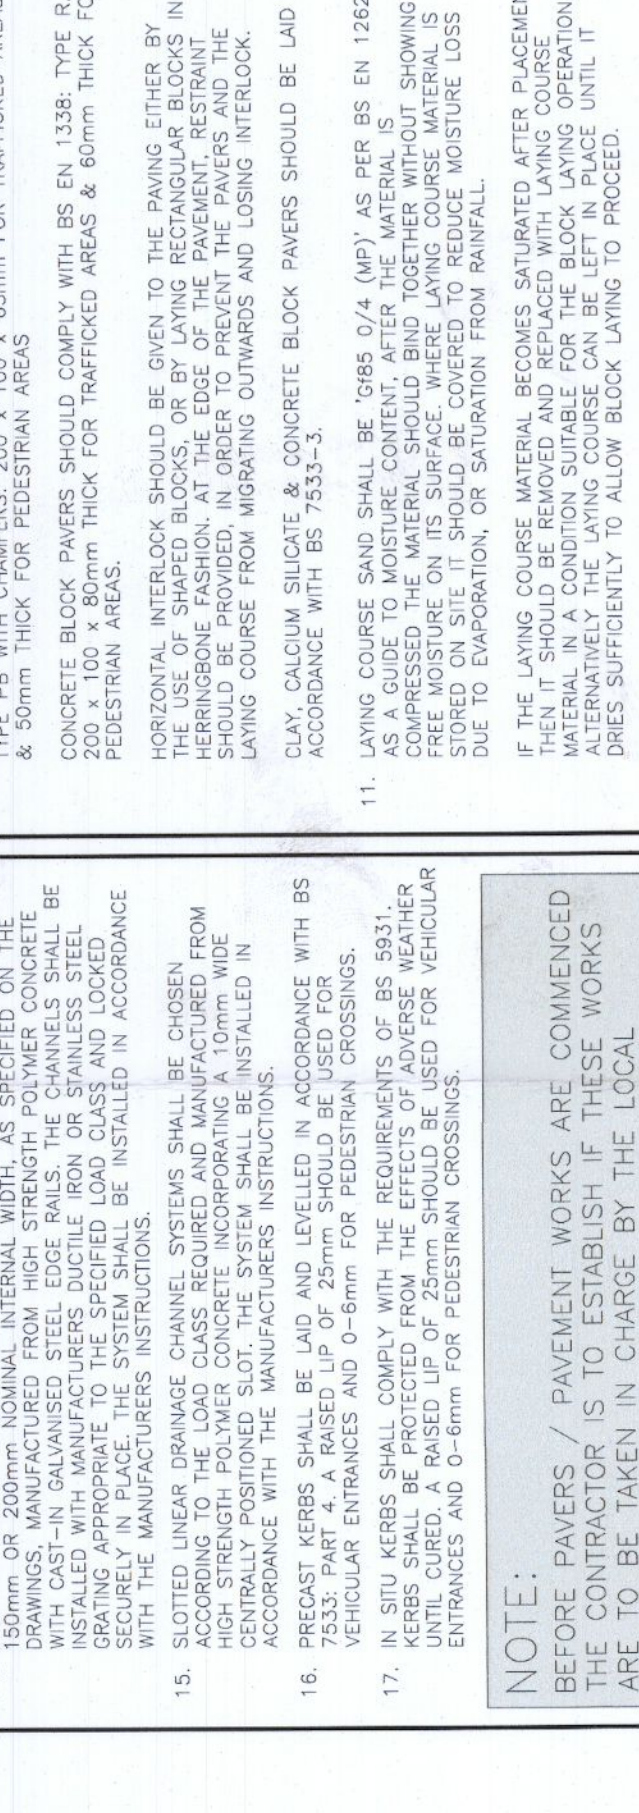 150mm OR 200mm NOMINAL INTERNAL WIDTH, AS SPECIFIED ON THE
DRAWINGS, MANUFACTURED FROM HIGH STRENGTH POLYMER CONCRETE
WITH CAST-IN GALVANISED STEEL EDGE RAILS. THE CHANNELS SHALL BE
INSTALLED WITH MANUFACTURERS DUCTILE IRON OR STAINLESS STEEL
GRATING APPROPRIATE TO THE SPECIFIED LOAD CLASS AND LOCKED
SECURELY IN PLACE. THE SYSTEM SHALL BE INSTALLED IN ACCORDANCE
WITH THE MANUFACTURERS INSTRUCTIONS.
15. SLOTTED LINEAR DRAINAGE CHANNEL SYSTEMS SHALL BE CHOSEN
ACCORDING TO THE LOAD CLASS REQUIRED AND MANUFACTURED FROM
HIGH STRENGTH POLYMER CONCRETE INCORPORATING A 10mm WIDE
CENTRALLY POSITIONED SLOT. THE SYSTEM SHALL BE INSTALLED IN
ACCORDANCE WITH THE MANUFACTURERS INSTRUCTIONS.
16. PRECAST KERBS SHALL BE LAID AND LEVELLED IN ACCORDANCE WITH BS
7533: PART 4. A RAISED LIP OF 25mm SHOULD BE USED FOR
VEHICULAR ENTRANCES AND 0-6mm FOR PEDESTRIAN CROSSINGS.
17. IN SITU KERBS SHALL COMPLY WITH THE REQUIREMENTS OF BS 5931.
KERBS SHALL BE PROTECTED FROM THE EFFECTS OF ADVERSE WEATHER
UNTIL CURED. A RAISED LIP OF 25mm SHOULD BE USED FOR VEHICULAR
ENTRANCES AND 0-6mm FOR PEDESTRIAN CROSSINGS.
NOTE:
BEFORE PAVERS / PAVEMENT WORKS ARE COMMENCED
THE CONTRACTOR IS TO ESTABLISH IF THESE WORKS
ARE TO BE TAKEN IN CHARGE BY THE LOCAL
TYPE PB WITH CHAMFERS: 200 x 100 x 65mm FOR TRAFFICKED AREAS
& 50mm THICK FOR PEDESTRIAN AREAS
CONCRETE BLOCK PAVERS SHOULD COMPLY WITH BS EN 1338: TYPE R.
200 x 100 x 80mm THICK FOR TRAFFICKED AREAS & 60mm THICK FO
PEDESTRIAN AREAS.
HORIZONTAL INTERLOCK SHOULD BE GIVEN TO THE PAVING EITHER BY
THE USE OF SHAPED BLOCKS, OR BY LAYING RECTANGULAR BLOCKS IN
HERRINGBONE FASHION. AT THE EDGE OF THE PAVEMENT, RESTRAINT
SHOULD BE PROVIDED, IN ORDER TO PREVENT THE PAVERS AND THE
LAYING COURSE FROM MIGRATING OUTWARDS AND LOSING INTERLOCK.
CLAY, CALCIUM SILICATE & CONCRETE BLOCK PAVERS SHOULD BE LAID
ACCORDANCE WITH BS 7533-3.
11. LAYING COURSE SAND SHALL BE 'Gf85 0/4 (MP)' AS PER BS EN 1262
AS A GUIDE TO MOISTURE CONTENT, AFTER THE MATERIAL IS
COMPRESSED THE MATERIAL SHOULD BIND TOGETHER WITHOUT SHOWING
FREE MOISTURE ON ITS SURFACE. WHERE LAYING COURSE MATERIAL IS
STORED ON SITE IT SHOULD BE COVERED TO REDUCE MOISTURE LOSS
DUE TO EVAPORATION, OR SATURATION FROM RAINFALL.
IF THE LAYING COURSE MATERIAL BECOMES SATURATED AFTER PLACEMEN
THEN IT SHOULD BE REMOVED AND REPLACED WITH LAYING COURSE
MATERIAL IN A CONDITION SUITABLE FOR THE BLOCK LAYING OPERATION
ALTERNATIVELY THE LAYING COURSE CAN BE LEFT IN PLACE UNTIL IT
DRIES SUFFICIENTLY TO ALLOW BLOCK LAYING TO PROCEED.